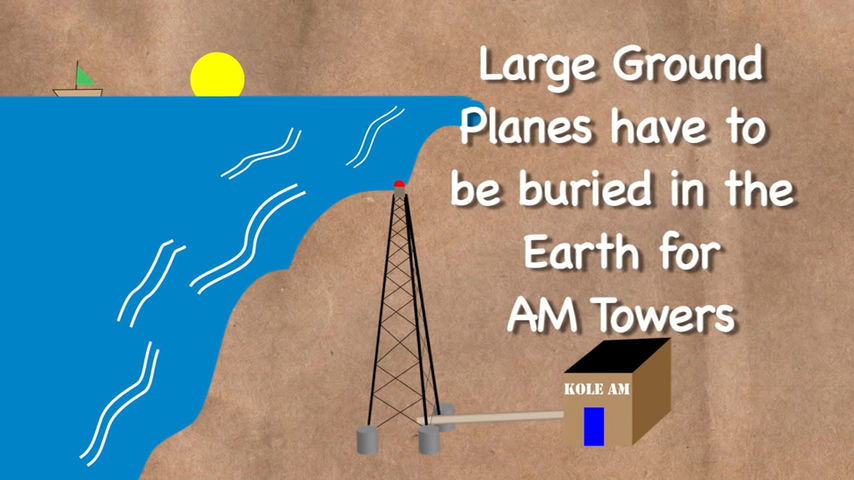 Large Ground
Planes have to
be buried in the
Earth for
AM Towers
KOLE AM